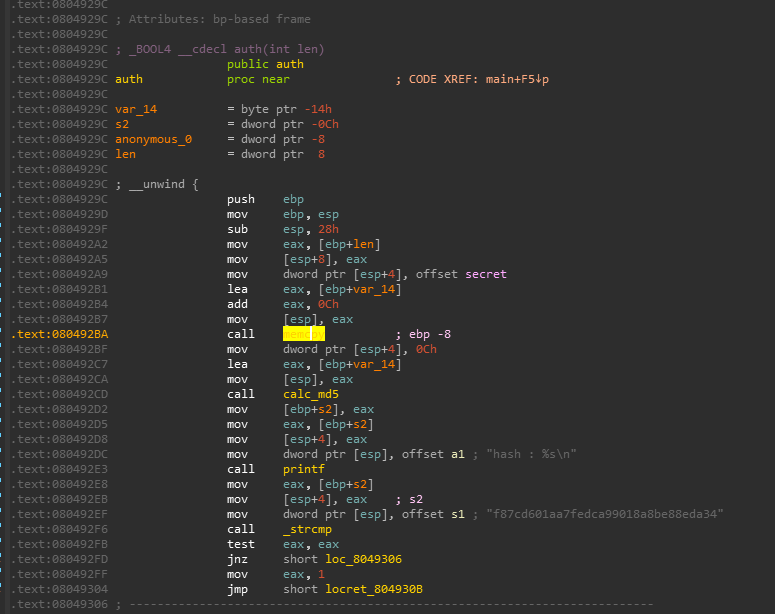 .text:0804929C
.text:0804929C ; Attributes: bp-based frame
.text:0804929C
.text:0804929C ; _BOOL4 __cdecl auth(int len)
.text:0804929C public auth
.text:0804929C auth proc near ; CODE XREF: main+F5↓p
.text:0804929C
.text:0804929C var_14 = byte ptr -14h
.text:0804929C s2 = dword ptr -0Ch
.text:0804929C anonymous_0 = dword ptr -8
.text:0804929C len = dword ptr 8
.text:0804929C
.text:0804929C ; __unwind {
.text:0804929C push ebp
.text:0804929D mov ebp, esp
.text:0804929F sub esp, 28h
.text:080492A2 mov eax, [ebp+len]
.text:080492A5 mov [esp+8], eax
.text:080492A9 mov dword ptr [esp+4], offset secret
.text:080492B1 lea eax, [ebp+var_14]
.text:080492B4 add eax, 0Ch
.text:080492B7 mov [esp], eax
.text:080492BA call memcpy ; ebp -8
.text:080492BF mov dword ptr [esp+4], 0Ch
.text:080492C7 lea eax, [ebp+var_14]
.text:080492CA mov [esp], eax
.text:080492CD call calc_md5
.text:080492D2 mov [ebp+s2], eax
.text:080492D5 mov eax, [ebp+s2]
.text:080492D8 mov [esp+4], eax
.text:080492DC mov dword ptr [esp], offset a1 ; "hash : %s\n"
.text:080492E3 call printf
.text:080492E8 mov eax, [ebp+s2]
.text:080492EB mov [esp+4], eax ; s2
.text:080492EF mov dword ptr [esp], offset s1 ; "f87cd601aa7fedca99018a8be88eda34"
.text:080492F6 call _strcmp
.text:080492FB test eax, eax
.text:080492FD jnz short loc_8049306
.text:080492FF mov eax, 1
.text:08049304 jmp short locret_804930B
.text:08049306 ; ---------------------------------------------------------------------------